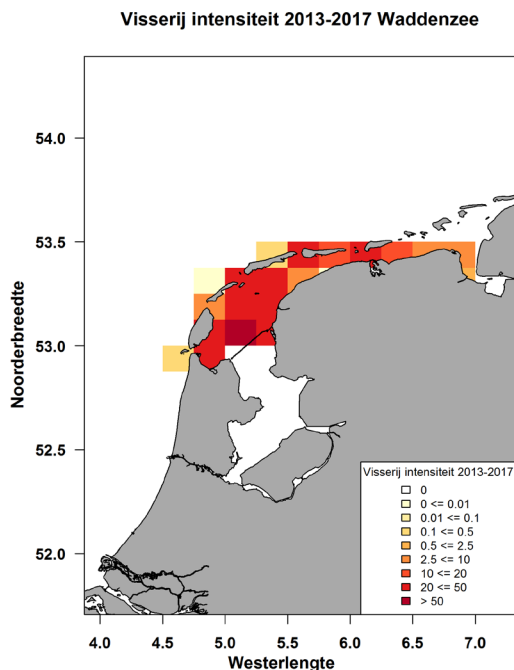 Visserij intensiteit 2013-2017 Waddenzee
Noorderbreedte
54.0
53.5
53.0
52.5
52.0
Visserij intensiteit 2013-2017
0
0 <= 0.01
0.01 <= 0.1
0.1 <= 0.5
0.5 <= 2.5
2.5 <= 10
10 <= 20
20 <= 50
> 50
4.0 4.5 5.0 5.5 6.0 6.5 7.0
Westerlengte